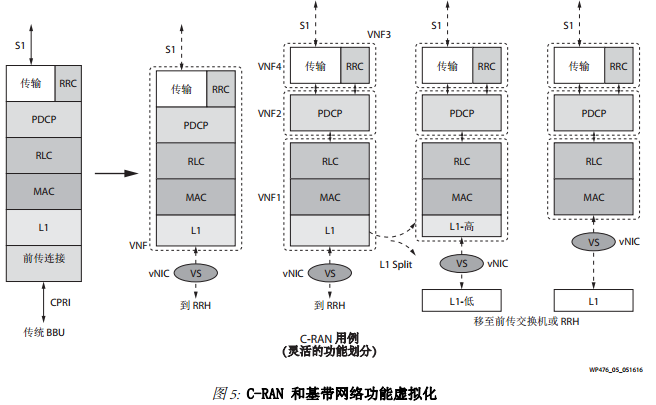 S1
传输
RRC
PDCP
RLC
MAC
L1
前传连接
CPRI
传统 BBU
S1
传输
RRC
PDCP
RLC
MAC
L1
VNF
vNIC
VS
到 RRH
S1
VNF3
VNF4
传输
RRC
VNF2
PDCP
RLC
VNF1
MAC
L1
vNIC
VS
到 RRH
L1 Split
S1
传输
RRC
PDCP
RLC
MAC
L1-高
VS
vNIC
L1-低
S1
传输
RRC
PDCP
RLC
MAC
VS
vNIC
L1
移至前传交换机或 RRH
C-RAN 用例
(灵活的功能划分)
WP476_05_051616
图 5: C-RAN 和基带网络功能虚拟化